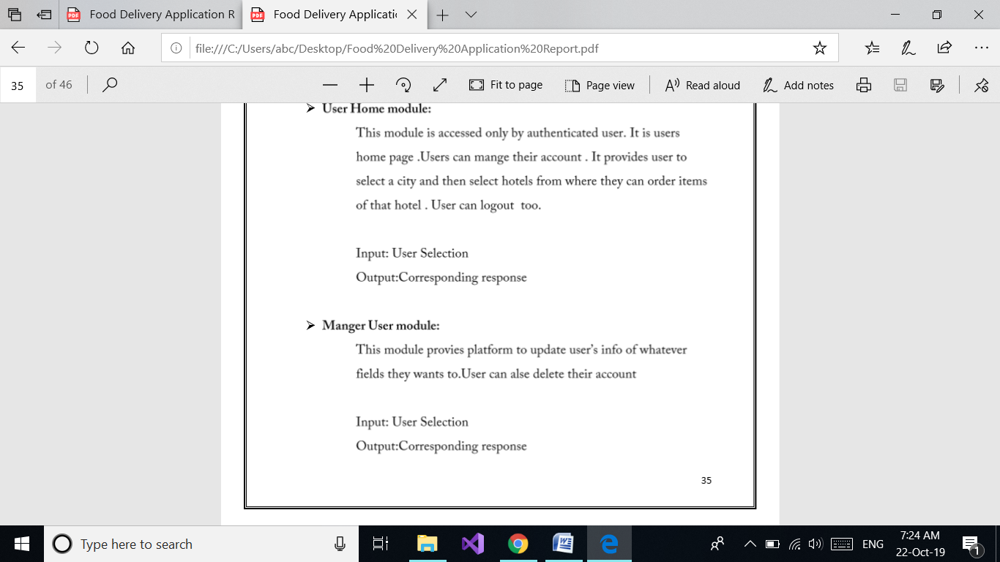 Food Delivery Application R
Food Delivery Applicatic
file:///C:/Users/abc/Desktop/Food%20Delivery%20Application%20Report.pdf
35 of 46
Fit to page
Page view
Read aloud
Add notes
➢ User Home module:
This module is accessed only by authenticated user. It is users
home page .Users can mange their account . It provides user to
select a city and then select hotels from where they can order items
of that hotel . User can logout too.
Input: User Selection
Output:Corresponding response
➢ Manger User module:
This module provies platform to update user's info of whatever
fields they wants to.User can alse delete their account
Input: User Selection
Output:Corresponding response
35
Type here to search
ENG
7:24 AM
22-Oct-19
1